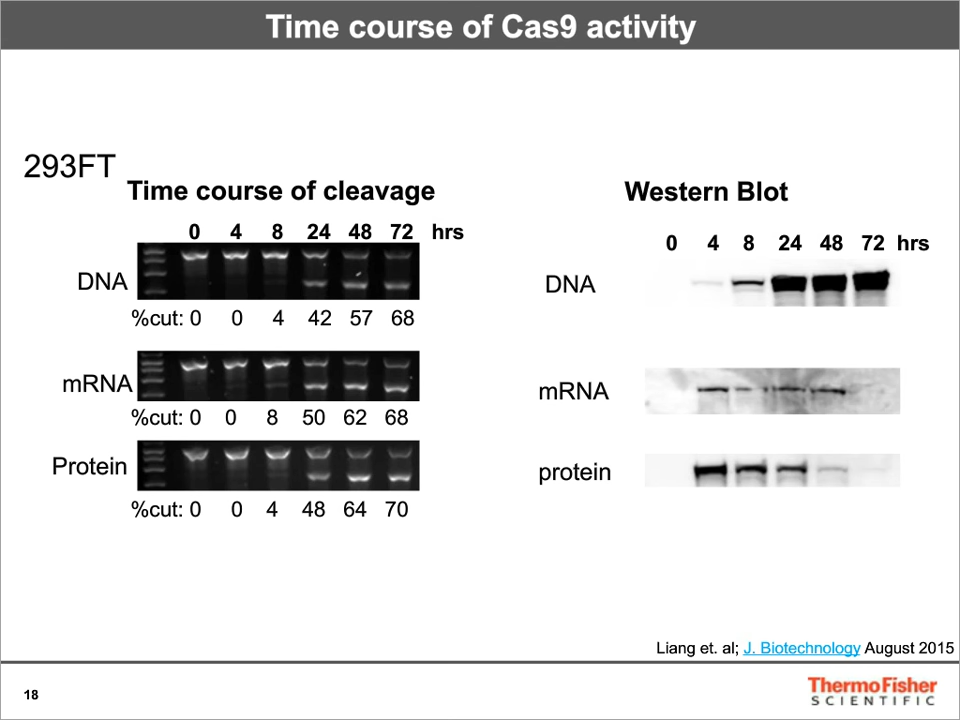 Time course of Cas9 activity
293FT
Time course of cleavage
0 4 8 24 48 72 hrs
DNA
%cut: 0 0 4 42 57 68
mRNA
%cut: 0 0 8 50 62 68
Protein
%cut: 0 0 4 48 64 70
Western Blot
0 4 8 24 48 72 hrs
DNA
mRNA
protein
Liang et. al; J. Biotechnology August 2015
18
ThermoFisher
SCIENTIFIC